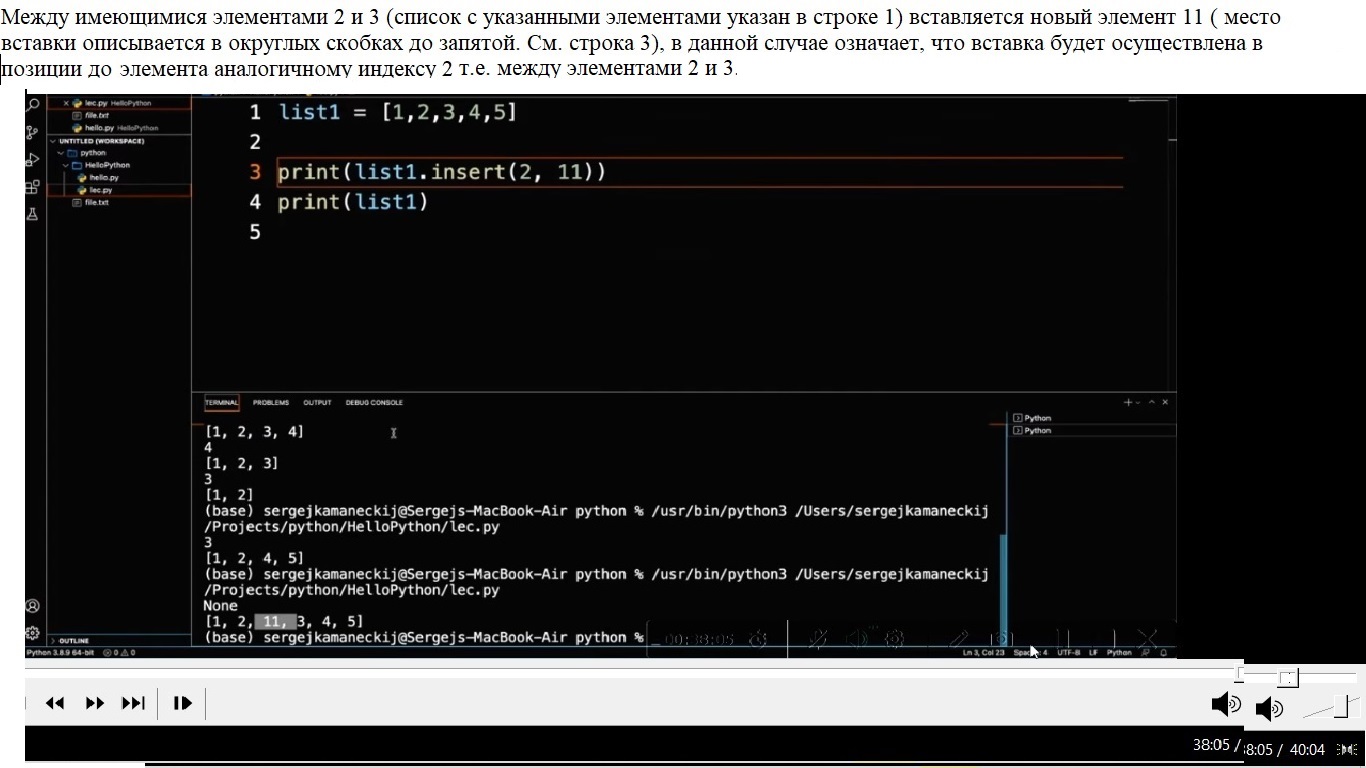 Между имеющимися элементами 2 и 3 (список с указанными элементами указан в строке 1) вставляется новый элемент 11 ( место
вставки описывается в округлых скобках до запятой. См. строка 3), в данной случае означает, что вставка будет осуществлена в
позиции до элемента аналогичному индексу 2 т.е. между элементами 2 и 3.
lec.py HelloPython
file.txt
hello.py HelloPython
UNTITLED (WORKSPACE)
python
HelloPython
hello.py
lec.py
file.txt
1 list1 = [1,2,3,4,5]
2
3 print(list1.insert(2, 11))
4 print(list1)
5
TERMINAL PROBLEMS OUTPUT DEBUG CONSOLE
Python
Python
[1, 2, 3, 4]
4
[1, 2, 3]
3
[1, 2]
(base) sergejkamaneckij@Sergejs-MacBook-Air python % /usr/bin/python3 /Users/sergejkamaneckij
/Projects/python/HelloPython/lec.py
3
[1, 2, 4, 5]
(base) sergejkamaneckij@Sergejs-MacBook-Air python % /usr/bin/python3 /Users/sergejkamaneckij
/Projects/python/HelloPython/lec.py
None
[1, 2, 11, 3, 4, 5]
(base) sergejkamaneckij@Sergejs-MacBook-Air python %
00:38:05
OUTLINE
Python 3.8.9 64-bit 0 0
Ln 3, Col 23 Spaces: 4 UTF-8 LF Python
38:05 / 8:05 / 40:04